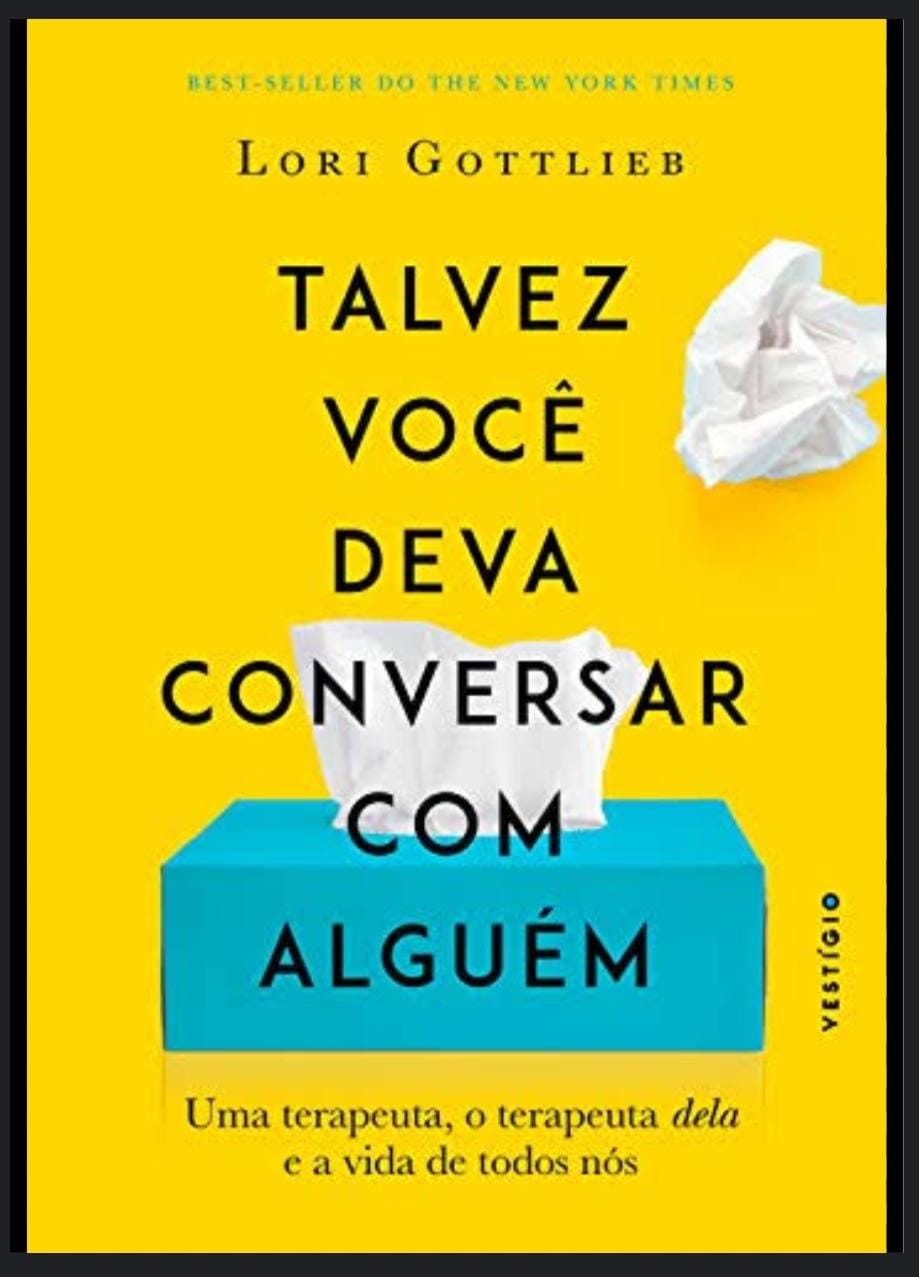 BEST-SELLER DO THE NEW YORK TIMES
LORI GOTTLIEB
TALVEZ
VOCÊ
DEVA
CONVERSAR
COM
ALGUÉM
VESTÍGIO
Uma terapeuta, o terapeuta dela
e a vida de todos nós